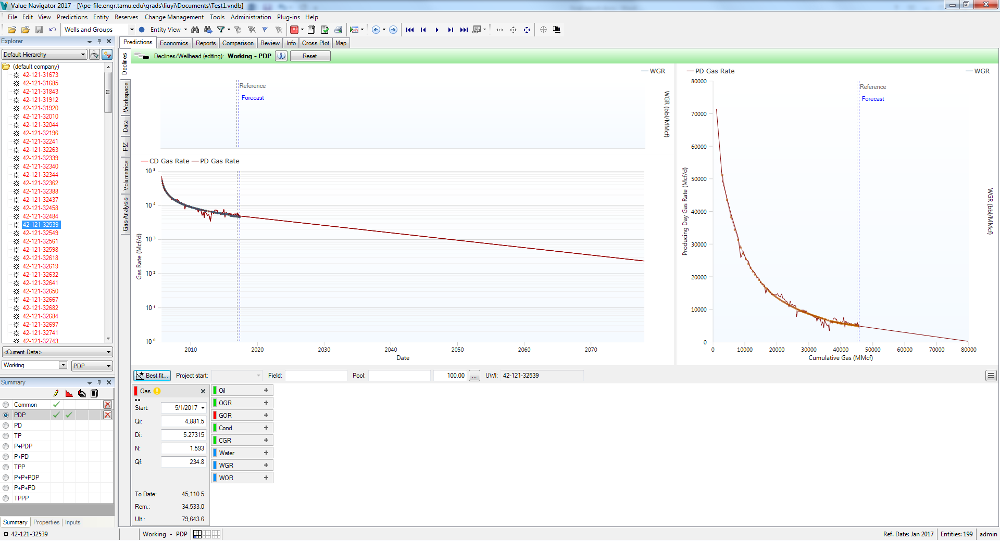 Value Navigator 2017 - [\\pe-file.engr.tamu.edu\grads\liuyi\Documents\Test1.vndb]
File Edit View Predictions Entity Reserves Change Management Tools Administration Plug-ins Help
Wells and Groups Entity View IMP
Explorer
Default Hierarchy
(default company)
42-121-31673
42-121-31685
42-121-31843
42-121-31912
42-121-31920
42-121-32010
42-121-32044
42-121-32196
42-121-32241
42-121-32263
42-121-32339
42-121-32340
42-121-32344
42-121-32362
42-121-32388
42-121-32437
42-121-32458
42-121-32484
42-121-32539
42-121-32549
42-121-32561
42-121-32598
42-121-32618
42-121-32619
42-121-32632
42-121-32641
42-121-32650
42-121-32667
42-121-32682
42-121-32684
42-121-32697
42-121-32741
42-121-32743
<Current Data>
Working PDP
Summary
Common
PDP
PD
TP
P+PDP
P+PD
TPP
P+P+PDP
P+P+PD
TPPP
Summary Properties Inputs
42-121-32539
Predictions Economics Reports Comparison Review Info Cross Plot Map
Declines
Workspace
Data
P/Z
Volumetrics
Gas Analysis
Declines/Wellhead (editing): Working - PDP Reset
WGR
Reference
Forecast
WGR (bbl/MMcf)
CD Gas Rate PD Gas Rate
Gas Rate (Mcf/d)
10 5
10 4
10 3
10 2
10 1
10 0
2010 2020 2030 2040 2050 2060 2070
Date
PD Gas Rate WGR
Reference
Forecast
Producing Day Gas Rate (Mcf/d)
80000
70000
60000
50000
40000
30000
20000
10000
0
0 10000 20000 30000 40000 50000 60000 70000 80000
Cumulative Gas (MMcf)
WGR (bbl/MMcf)
Best fit... Project start: Field: Pool: 100.00 ... UWI: 42-121-32539
Gas
Start: 5/1/2017
Qi: 4,881.5
Di: 5.27315
N: 1.593
Qf: 234.8
To Date: 45,110.5
Rem.: 34,533.0
Ult.: 79,643.6
Oil +
OGR +
GOR +
Cond. +
CGR +
Water +
WGR +
WOR +
Working - PDP
Ref. Date: Jan 2017 Entities: 199 admin